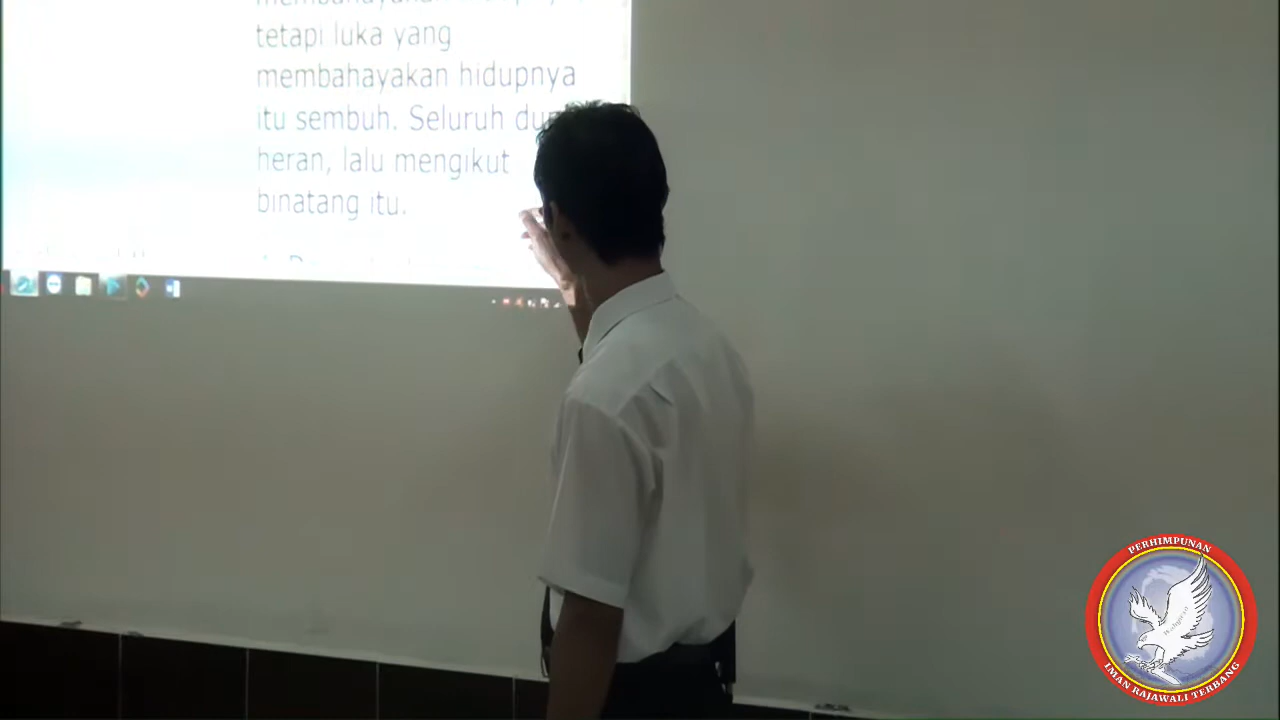 tetapi luka yang
membahayakan hidupnya
itu sembuh. Seluruh
heran, lalu mengikut
binatang itu.
PERHIMPUNAN
IMAN RAJAWALI TERBANG